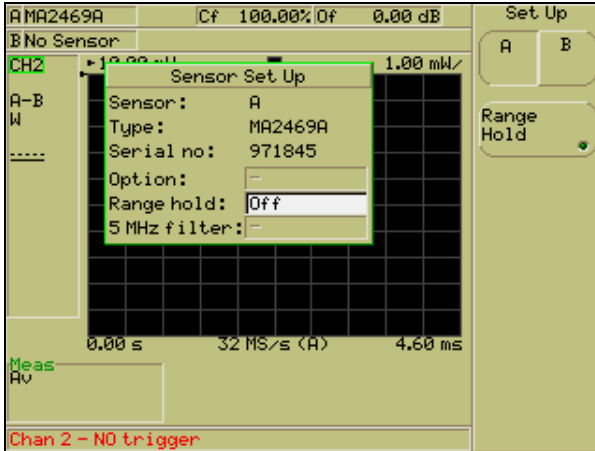 A MA2469A Cf 100.00% Of 0.00 dB
B No Sensor
CH2
1.00 mW/
A-B
W
-----
Sensor Set Up
Sensor: A
Type: MA2469A
Serial no: 971845
Option: -
Range hold: Off
5 MHz filter: -
0.00 s 32 MS/s (A) 4.60 ms
Meas
Av
Chan 2 - NO trigger
Set Up
A B
Range
Hold